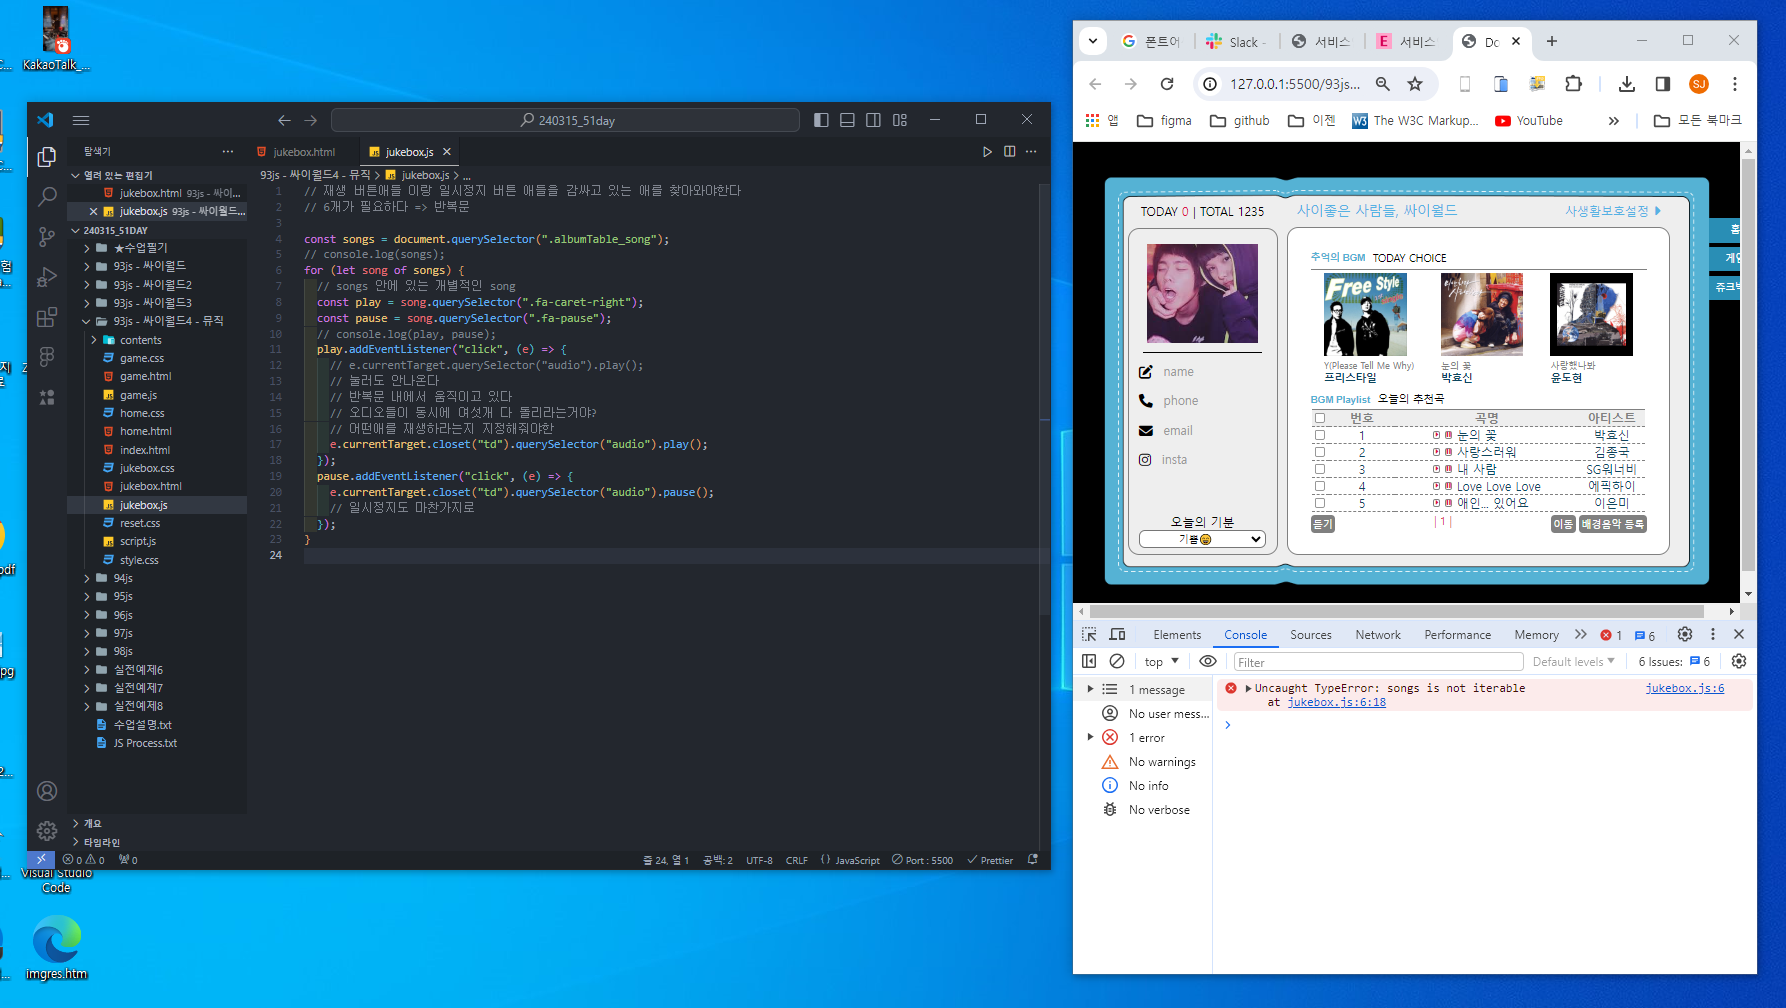 KakaoTalk_...
240315_51day
탐색기
jukebox.html
jukebox.js
열려 있는 편집기
jukebox.html 93js - 싸이...
jukebox.js 93js - 싸이월드...
240315_51DAY
★수업필기
93js - 싸이월드
93js - 싸이월드2
93js - 싸이월드3
93js - 싸이월드4 - 뮤직
contents
game.css
game.html
game.js
home.css
home.html
index.html
jukebox.css
jukebox.html
jukebox.js
reset.css
script.js
style.css
94js
95js
96js
97js
98js
실전예제6
실전예제7
실전예제8
수업설명.txt
JS Process.txt
개요
타임라인
93js - 싸이월드4 - 뮤직 > jukebox.js > ...
1 // 재생 버튼애들 이랑 일시정지 버튼 애들을 감싸고 있는 애를 찾아와야한다
2 // 6개가 필요하다 => 반복문
3
4 const songs = document.querySelector(".albumTable_song");
5 // console.log(songs);
6 for (let song of songs) {
7 // songs 안에 있는 개별적인 song
8 const play = song.querySelector(".fa-caret-right");
9 const pause = song.querySelector(".fa-pause");
10 // console.log(play, pause);
11 play.addEventListener("click", (e) => {
12 // e.currentTarget.querySelector("audio").play();
13 // 눌러도 안나온다
14 // 반복문 내에서 움직이고 있다
15 // 오디오들이 동시에 여섯개 다 돌리라는거야?
16 // 어떤애를 재생하라는지 지정해줘야한
17 e.currentTarget.closet("td").querySelector("audio").play();
18 });
19 pause.addEventListener("click", (e) => {
20 e.currentTarget.closet("td").querySelector("audio").pause();
21 // 일시정지도 마찬가지로
22 });
23 }
24
0 0 0
줄 24, 열 1 공백: 2 UTF-8 CRLF {} JavaScript Port : 5500 Prettier
Visual Studio
Code
imgres.htm
폰트어
Slack -
서비스
E 서비스
Do
127.0.0.1:5500/93js...
SJ
앱
figma
github
이젠
W3 The W3C Markup...
YouTube
모든 북마크
TODAY 0 | TOTAL 1235
사이좋은 사람들, 싸이월드
사생활보호설정
홈
게임
쥬크박
name
phone
email
insta
오늘의 기분
기쁨
추억의 BGM TODAY CHOICE
Free Style
Y(Please Tell Me Why)
프리스타일
눈의 꽃
박효신
사랑했나봐
윤도현
BGM Playlist 오늘의 추천곡
번호 곡명 아티스트
1 눈의 꽃 박효신
2 사랑스러워 김종국
3 내 사람 SG워너비
4 Love Love Love 에픽하이
5 애인... 있어요 이은미
듣기 | 1 | 이동 배경음악 등록
Elements Console Sources Network Performance Memory 1 6
top Filter Default levels 6 Issues: 6
1 message
No user mess...
1 error
No warnings
No info
No verbose
Uncaught TypeError: songs is not iterable jukebox.js:6
at jukebox.js:6:18